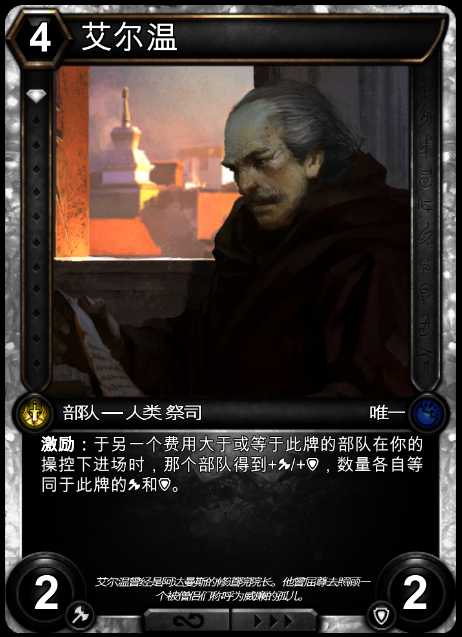 4 艾尔温
部队 — 人类 祭司 唯一
激励：于另一个费用大于或等于此牌的部队在你的
操控下进场时，那个部队得到+/+，数量各自等
同于此牌的和。
艾尔温曾经是阿达曼斯的修道院院长。他曾屈尊去照顾一
个被僧侣们称呼为威廉的孤儿。
2 2